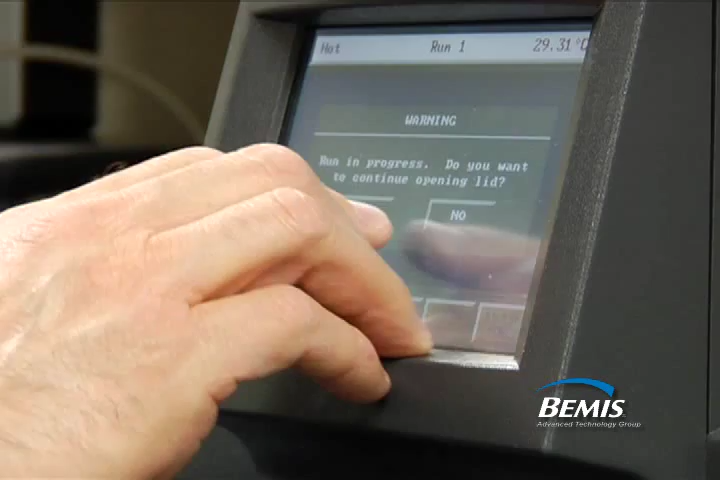 Hot Run 1 29.31°C
WARNING
Run in progress. Do you want
to continue opening lid?
NO
BEMIS
Advanced Technology Group